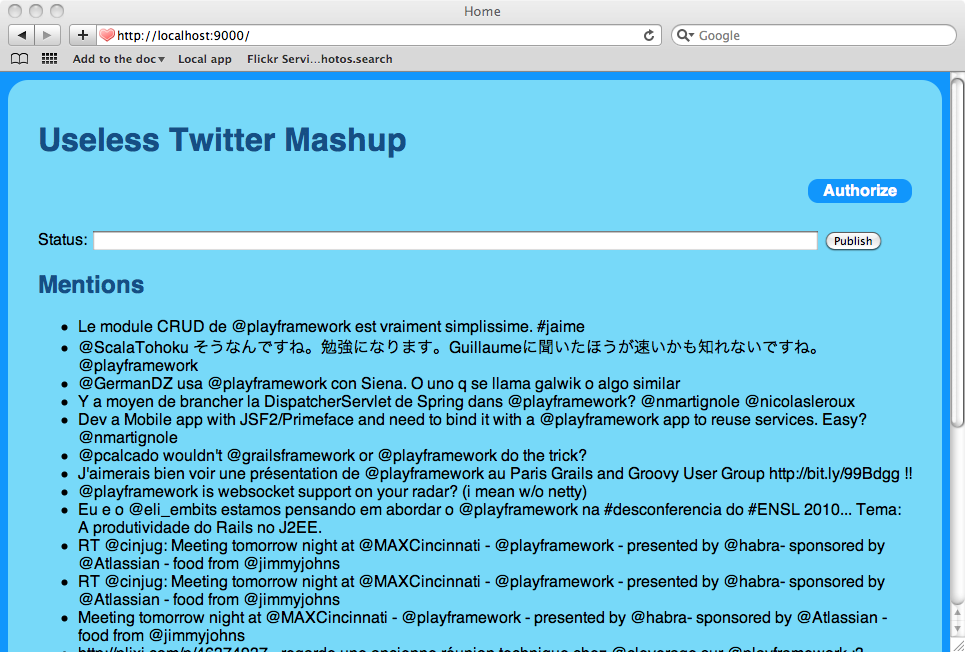 Home
http://localhost:9000/
Google
Add to the doc▾ Local app Flickr Servi...hotos.search
Useless Twitter Mashup
Authorize
Status: Publish
Mentions
• Le module CRUD de @playframework est vraiment simplissime. #jaime
• @ScalaTohoku そうなんですね。勉強になります。Guillaumeに聞いたほうが速いかも知れないですね。
@playframework
• @GermanDZ usa @playframework con Siena. O uno q se llama galwik o algo similar
• Y a moyen de brancher la DispatcherServlet de Spring dans @playframework? @nmartignole @nicolasleroux
• Dev a Mobile app with JSF2/Primeface and need to bind it with a @playframework app to reuse services. Easy?
@nmartignole
• @pcalcado wouldn't @grailsframework or @playframework do the trick?
• J'aimerais bien voir une présentation de @playframework au Paris Grails and Groovy User Group http://bit.ly/99Bdgg !!
• @playframework is websocket support on your radar? (i mean w/o netty)
• Eu e o @eli_embits estamos pensando em abordar o @playframework na #desconferencia do #ENSL 2010... Tema:
A produtividade do Rails no J2EE.
• RT @cinjug: Meeting tomorrow night at @MAXCincinnati - @playframework - presented by @habra- sponsored by
@Atlassian - food from @jimmyjohns
• RT @cinjug: Meeting tomorrow night at @MAXCincinnati - @playframework - presented by @habra- sponsored by
@Atlassian - food from @jimmyjohns
• Meeting tomorrow night at @MAXCincinnati - @playframework - presented by @habra- sponsored by @Atlassian -
food from @jimmyjohns